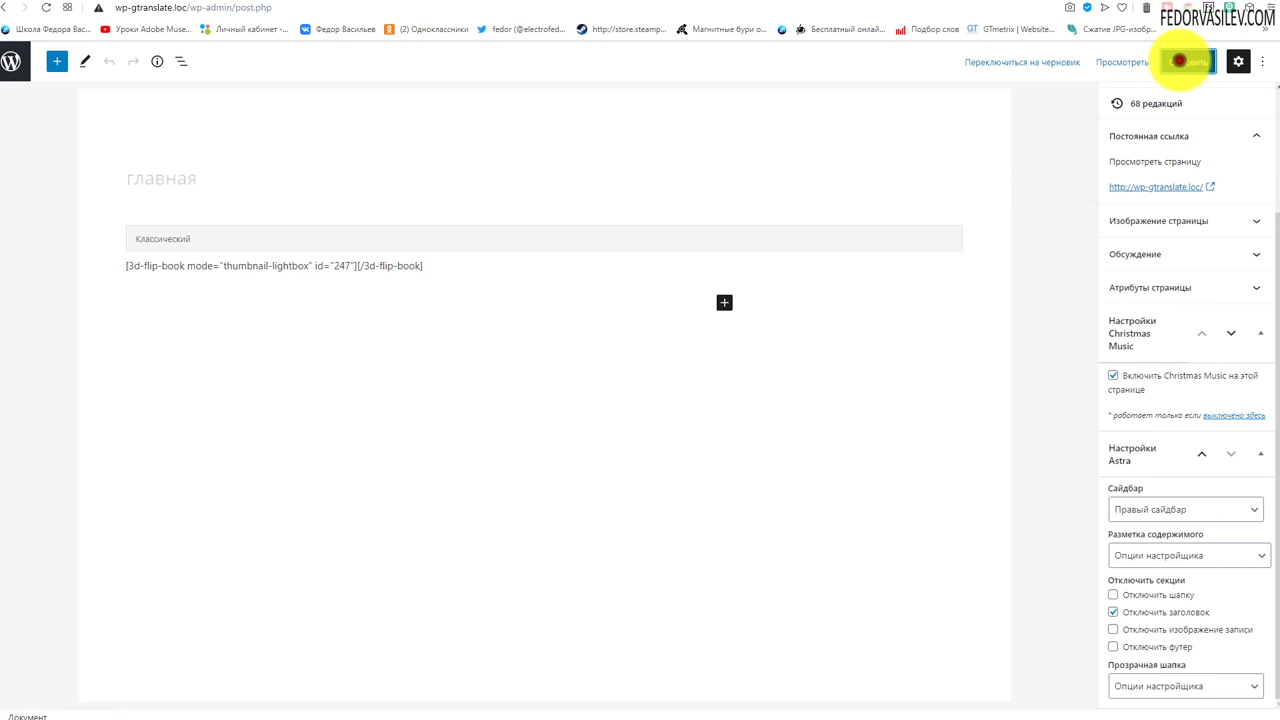 wp-gtranslate.loc/wp-admin/post.php
FEDORVASILEV.COM
Школа Федора Вас... Уроки Adobe Muse... Личный кабинет -... Федор Васильев (2) Одноклассники fedor (@electrofed... http://store.steamp... Магнитные бури о... Бесплатный онлай... Подбор слов GTmetrix | Website... Сжатие JPG-изобр...
Переключиться на черновик Просмотреть
68 редакций
Постоянная ссылка
Просмотреть страницу
http://wp-gtranslate.loc/
главная
Классический
[3d-flip-book mode="thumbnail-lightbox" id="247"][/3d-flip-book]
Изображение страницы
Обсуждение
Атрибуты страницы
Настройки
Christmas
Music
Включить Christmas Music на этой
странице
* работает только если выключено здесь
Настройки
Astra
Сайдбар
Правый сайдбар
Разметка содержимого
Опции настройщика
Отключить секции
Отключить шапку
Отключить заголовок
Отключить изображение записи
Отключить футер
Прозрачная шапка
Опции настройщика
Документ